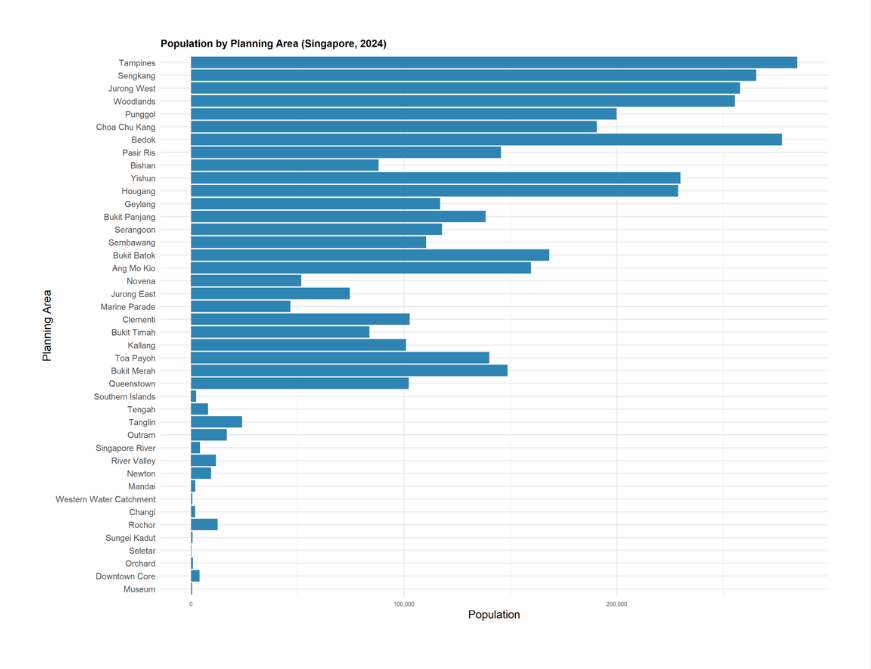 Population by Planning Area (Singapore, 2024)
Tampines
Sengkang
Jurong West
Woodlands
Punggol
Choa Chu Kang
Bedok
Pasir Ris
Bishan
Yishun
Hougang
Geylang
Bukit Panjang
Serangoon
Sembawang
Bukit Batok
Ang Mo Kio
Novena
Jurong East
Marine Parade
Clementi
Bukit Timah
Kallang
Toa Payoh
Bukit Merah
Queenstown
Southern Islands
Tengah
Tanglin
Outram
Singapore River
River Valley
Newton
Mandai
Western Water Catchment
Changi
Rochor
Sungei Kadut
Seletar
Orchard
Downtown Core
Museum
Planning Area
0 100,000 200,000
Population